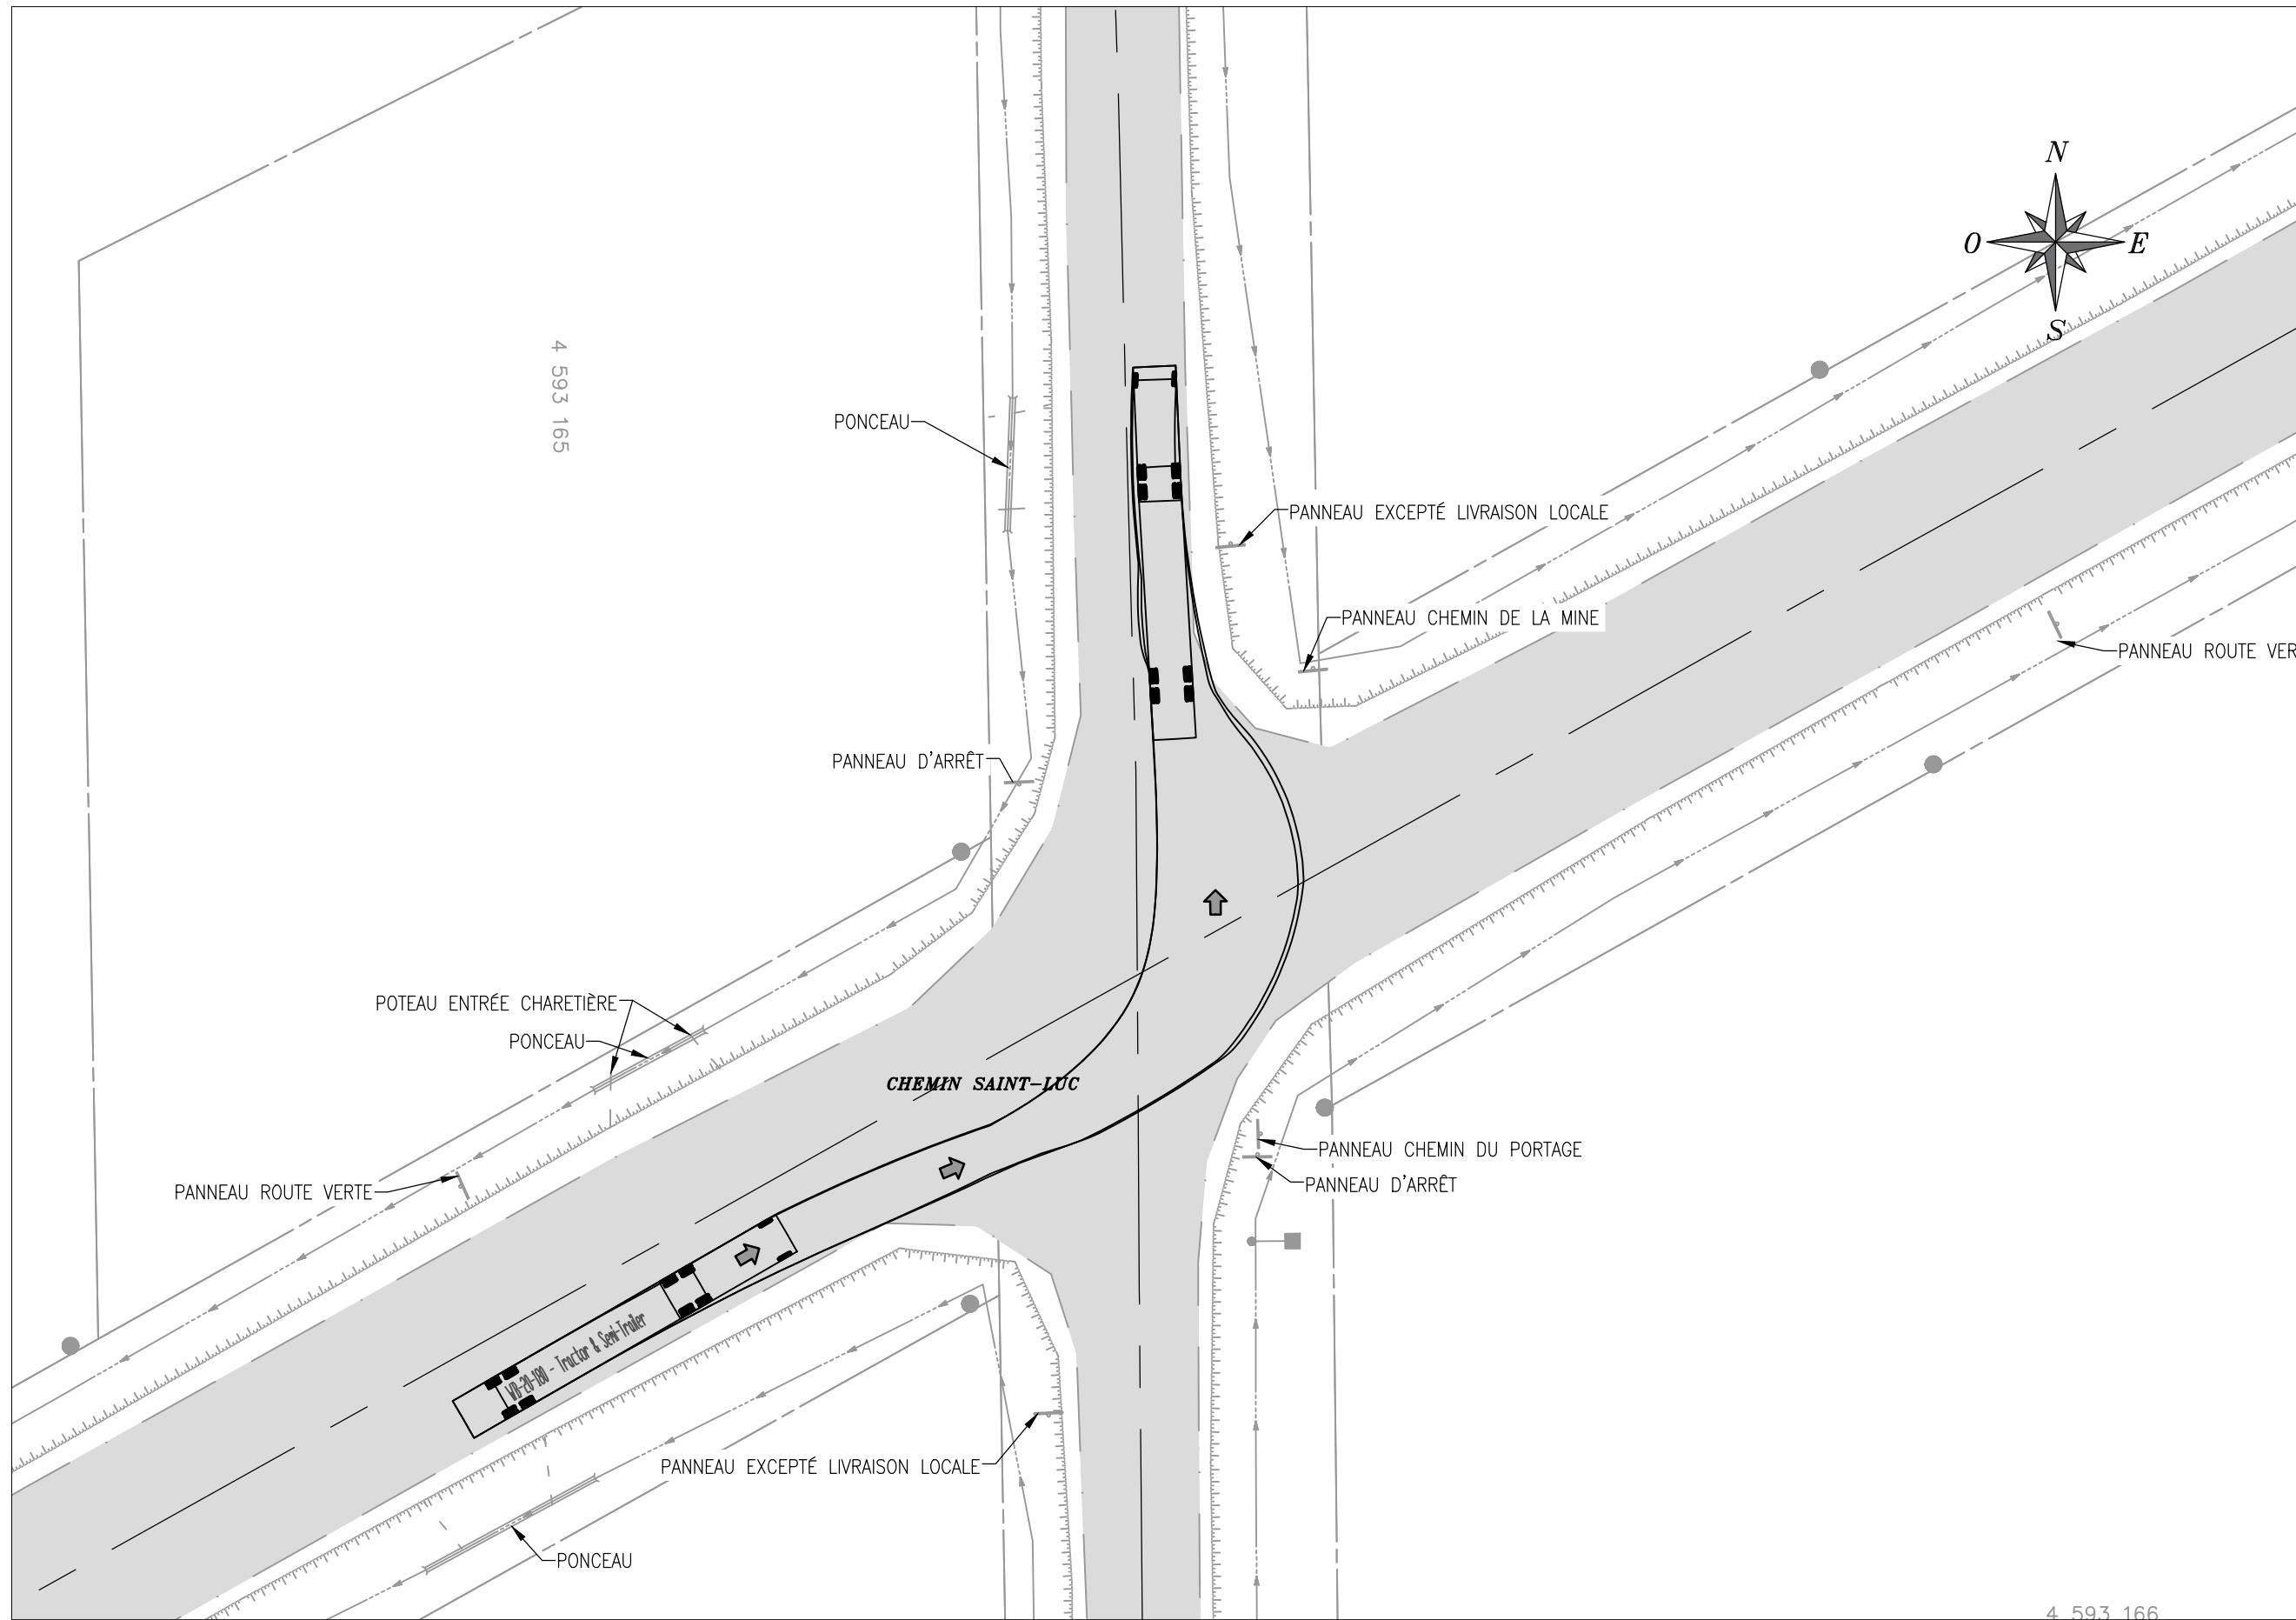 N
O
E
S
4 593 165
PONCEAU
PANNEAU EXCEPTÉ LIVRAISON LOCALE
PANNEAU CHEMIN DE LA MINE
PANNEAU ROUTE VER
PANNEAU D'ARRÊT
POTEAU ENTRÉE CHARETIÈRE
PONCEAU
CHEMIN SAINT-LUC
PANNEAU CHEMIN DU PORTAGE
PANNEAU D'ARRÊT
PANNEAU ROUTE VERTE
WB-20-180 - Tractor & Semi-Trailer
PANNEAU EXCEPTÉ LIVRAISON LOCALE
PONCEAU
4 593 166